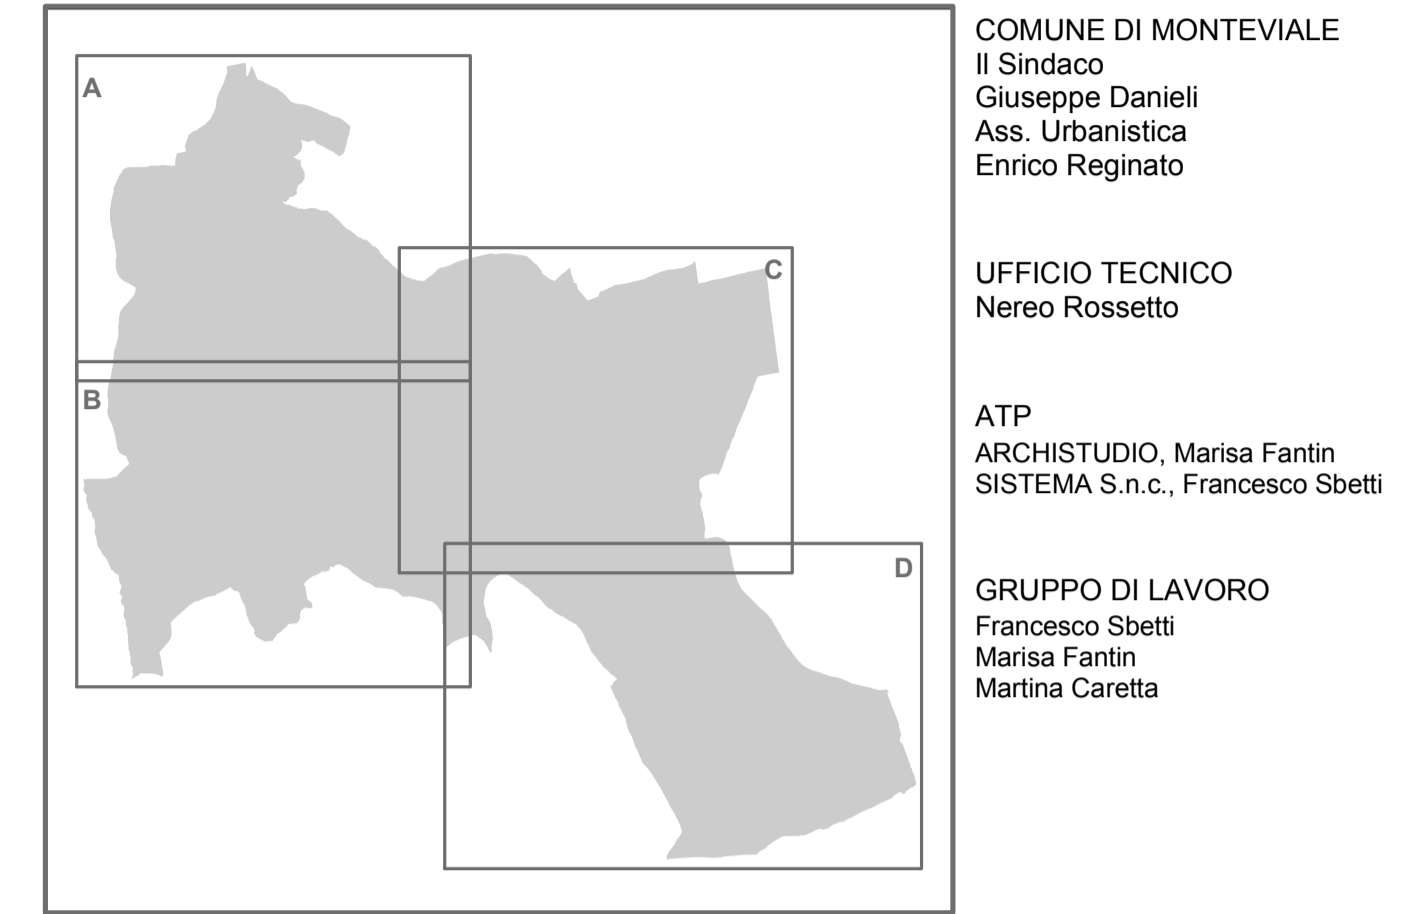 A
B
C
D
COMUNE DI MONTEVIALE
Il Sindaco
Giuseppe Danieli
Ass. Urbanistica
Enrico Reginato
UFFICIO TECNICO
Nereo Rossetto
ATP
ARCHISTUDIO, Marisa Fantin
SISTEMA S.n.c., Francesco Sbetti
GRUPPO DI LAVORO
Francesco Sbetti
Marisa Fantin
Martina Caretta